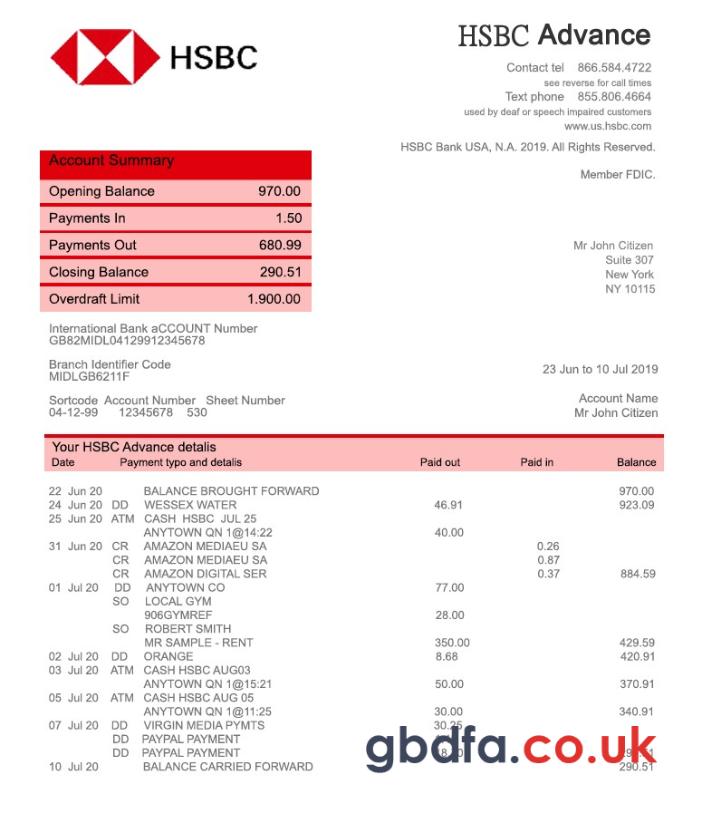 HSBC
HSBC Advance
Contact tel 866.584.4722
see reverse for call times
Text phone 855.806.4664
used by deaf or speech impaired customers
www.us.hsbc.com
HSBC Bank USA, N.A. 2019. All Rights Reserved.
Member FDIC.
Account Summary
Opening Balance 970.00
Payments In 1.50
Payments Out 680.99
Closing Balance 290.51
Overdraft Limit 1.900.00
Mr John Citizen
Suite 307
New York
NY 10115
International Bank aCCOUNT Number
GB82MIDL04129912345678
Branch Identifier Code
MIDLGB6211F
23 Jun to 10 Jul 2019
Sortcode Account Number Sheet Number
04-12-99 12345678 530
Account Name
Mr John Citizen
Your HSBC Advance detalis
Date Payment typo and detalis Paid out Paid in Balance
22 Jun 20 BALANCE BROUGHT FORWARD 970.00
24 Jun 20 DD WESSEX WATER 46.91 923.09
25 Jun 20 ATM CASH HSBC JUL 25
ANYTOWN QN 1@14:22 40.00
31 Jun 20 CR AMAZON MEDIAEU SA 0.26
CR AMAZON MEDIAEU SA 0.87
CR AMAZON DIGITAL SER 0.37 884.59
01 Jul 20 DD ANYTOWN CO 77.00
SO LOCAL GYM
906GYMREF 28.00
SO ROBERT SMITH
MR SAMPLE - RENT 350.00 429.59
02 Jul 20 DD ORANGE 8.68 420.91
03 Jul 20 ATM CASH HSBC AUG03
ANYTOWN QN 1@15:21 50.00 370.91
05 Jul 20 ATM CASH HSBC AUG 05
ANYTOWN QN 1@11:25 30.00 340.91
07 Jul 20 DD VIRGIN MEDIA PYMTS
DD PAYPAL PAYMENT
DD PAYPAL PAYMENT
10 Jul 20 BALANCE CARRIED FORWARD 290.51
gbdfa.co.uk